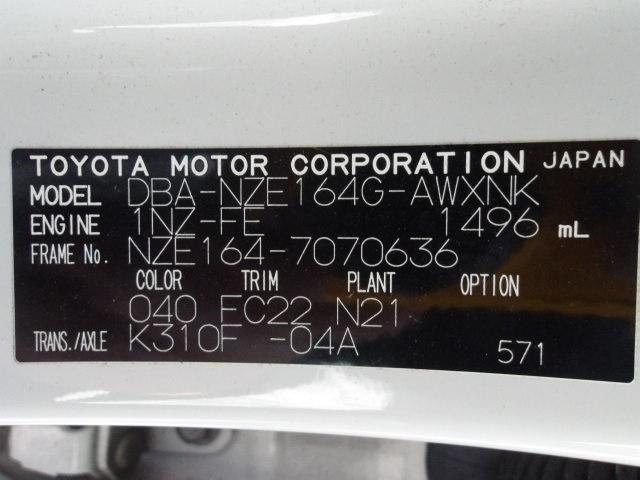 TOYOTA MOTOR CORPORATION JAPAN
MODEL DBA-NZE164G-AWXNK
ENGINE 1NZ-FE 1496 mL
FRAME No. NZE164-7070636
COLOR TRIM PLANT OPTION
040 FC22 N21
TRANS./AXLE K310F -04A 571